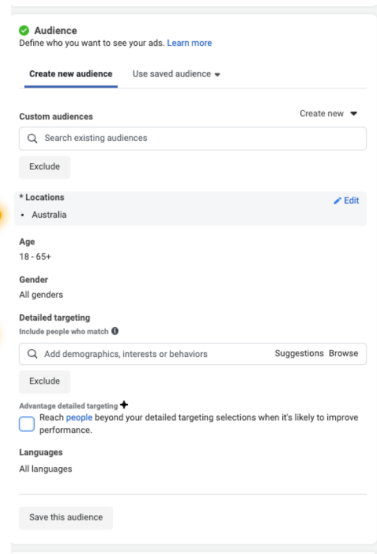 Audience
Define who you want to see your ads. Learn more
Create new audience Use saved audience
Custom audiences Create new
Search existing audiences
Exclude
* Locations Edit
• Australia
Age
18 - 65+
Gender
All genders
Detailed targeting
Include people who match
Add demographics, interests or behaviors Suggestions Browse
Exclude
Advantage detailed targeting
Reach people beyond your detailed targeting selections when it's likely to improve
performance.
Languages
All languages
Save this audience